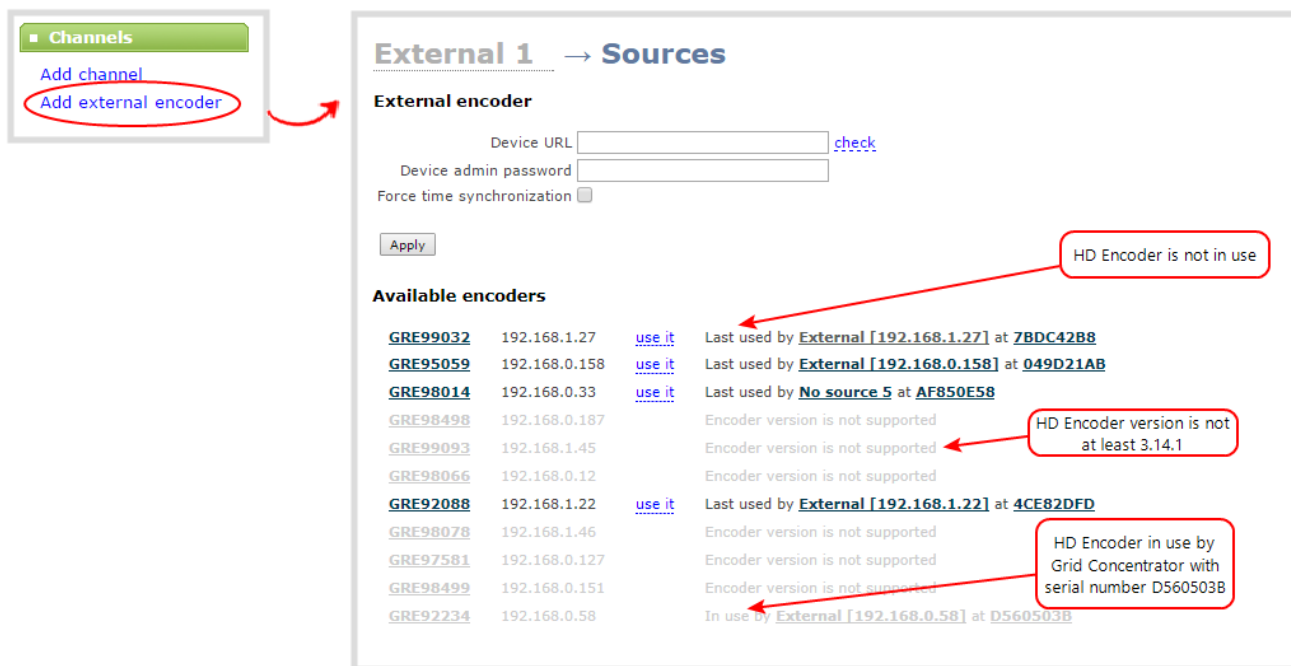 Channels
Add channel
Add external encoder
External 1 → Sources
External encoder
Device URL check
Device admin password
Force time synchronization
Apply
HD Encoder is not in use
Available encoders
GRE99032 192.168.1.27 use it Last used by External [192.168.1.27] at 7BDC42B8
GRE95059 192.168.0.158 use it Last used by External [192.168.0.158] at 049D21AB
GRE98014 192.168.0.33 use it Last used by No source 5 at AF850E58
GRE98498 192.168.0.187 Encoder version is not supported
GRE99093 192.168.1.45 Encoder version is not supported
HD Encoder version is not
at least 3.14.1
GRE98066 192.168.0.12 Encoder version is not supported
GRE92088 192.168.1.22 use it Last used by External [192.168.1.22] at 4CE82DFD
GRE98078 192.168.1.46 Encoder version is not supported
GRE97581 192.168.0.127 Encoder version is not supported
GRE98499 192.168.0.151 Encoder version is not supported
HD Encoder in use by
Grid Concentrator with
serial number D560503B
GRE92234 192.168.0.58 In use by External [192.168.0.58] at D560503B